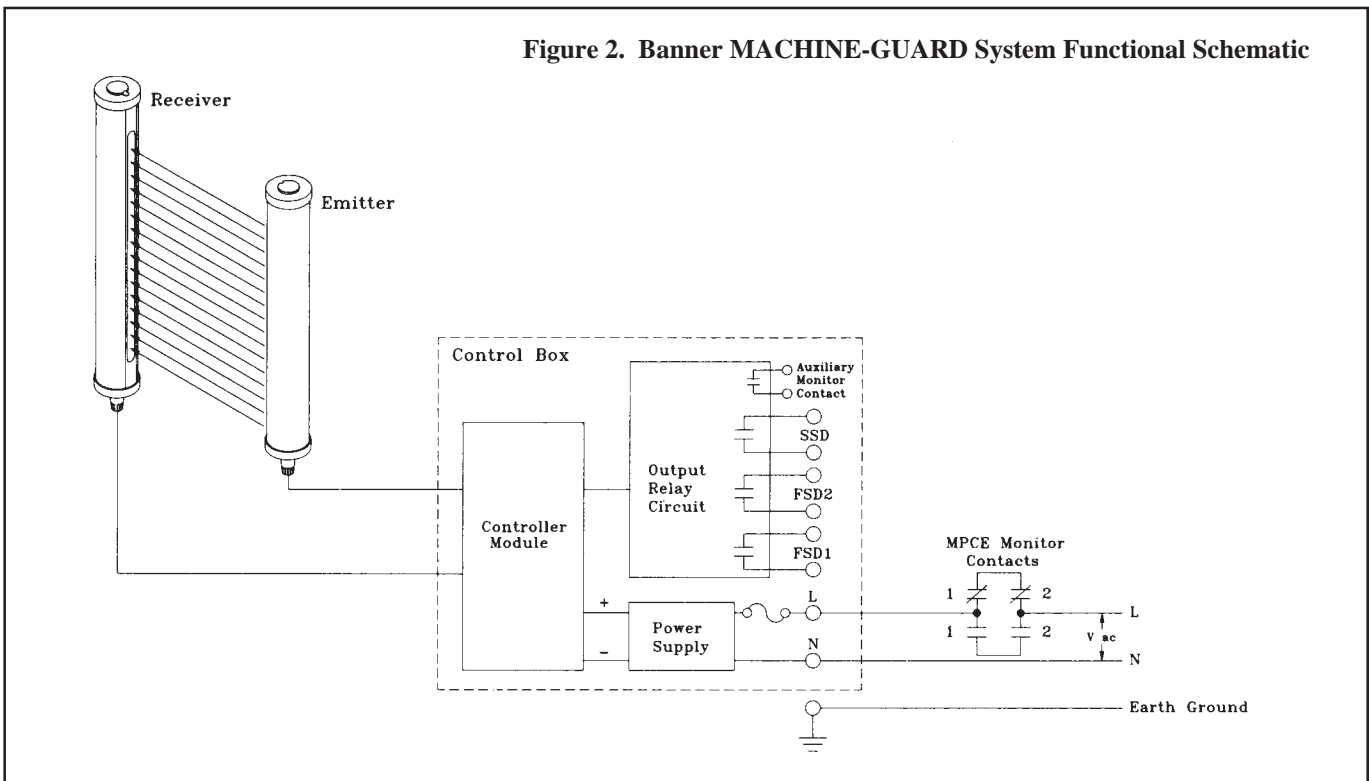 Figure 2. Banner MACHINE-GUARD System Functional Schematic
Receiver
Emitter
Control Box
Auxiliary
Monitor
Contact
SSD
Output
Relay
Circuit
FSD2
Controller
Module
FSD1
MPCE Monitor
Contacts
1 2
L
L
+
1 2
V ac
Power
Supply
N
N
–
Earth Ground